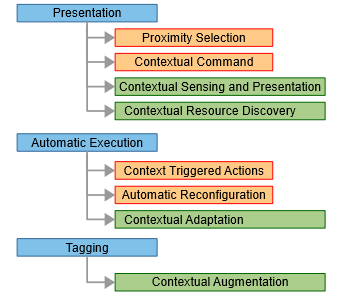 Presentation
Proximity Selection
Contextual Command
Contextual Sensing and Presentation
Contextual Resource Discovery
Automatic Execution
Context Triggered Actions
Automatic Reconfiguration
Contextual Adaptation
Tagging
Contextual Augmentation